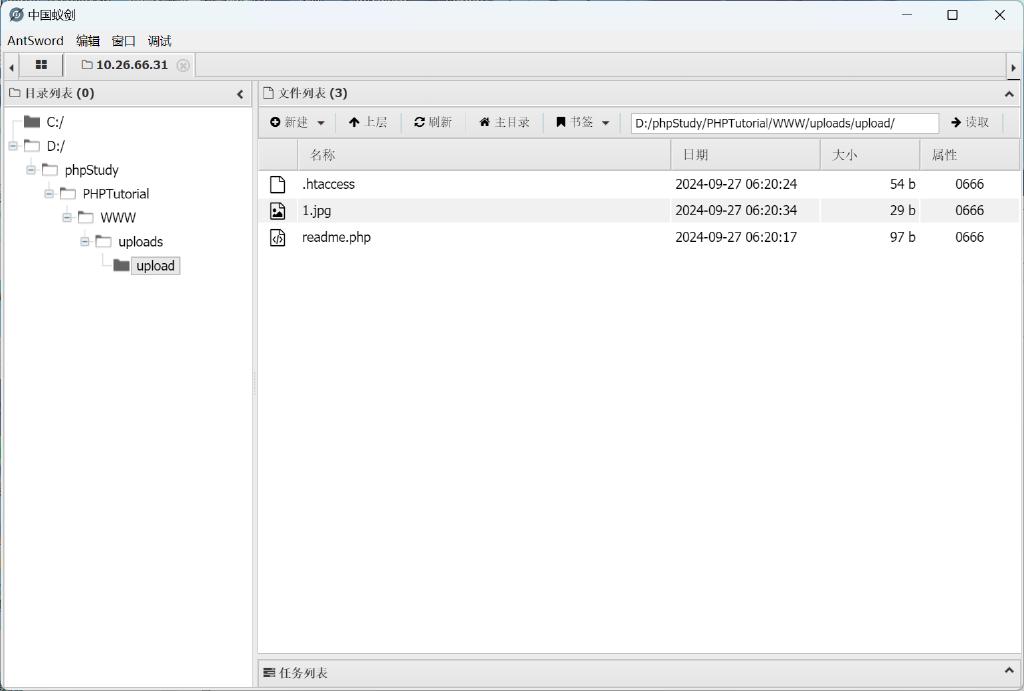 中国蚁剑
AntSword 编辑 窗口 调试
10.26.66.31
目录列表 (0)
C:/
D:/
phpStudy
PHPTutorial
WWW
uploads
upload
文件列表 (3)
新建 上层 刷新 主目录 书签 D:/phpStudy/PHPTutorial/WWW/uploads/upload/ 读取
名称 日期 大小 属性
.htaccess 2024-09-27 06:20:24 54 b 0666
1.jpg 2024-09-27 06:20:34 29 b 0666
readme.php 2024-09-27 06:20:17 97 b 0666
任务列表